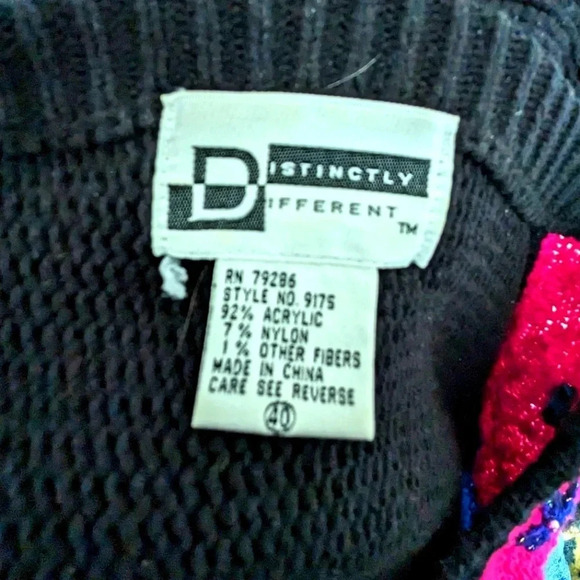 DISTINCTLY
DIFFERENT
TM
RN 79286
STYLE NO. 9175
92% ACRYLIC
7% NYLON
1% OTHER FIBERS
MADE IN CHINA
CARE SEE REVERSE
40